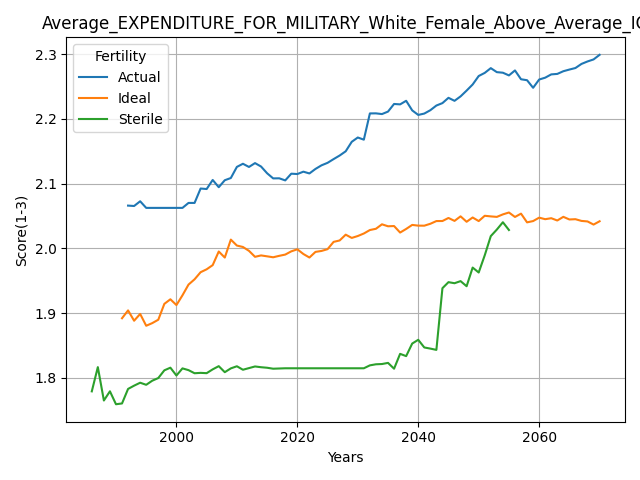 Average_EXPENDITURE_FOR_MILITARY_White_Female_Above_Average_IQ
Fertility
Actual
Ideal
Sterile
Score(1-3)
2.3
2.2
2.1
2.0
1.9
1.8
2000
2020
2040
2060
Years